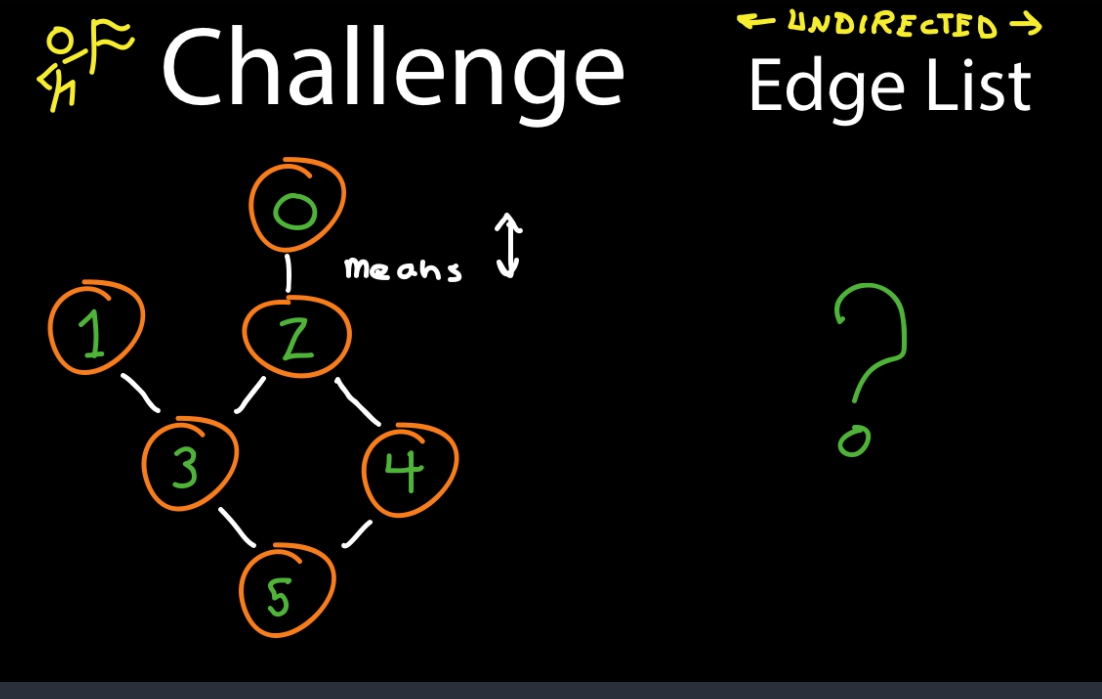 Challenge
← UNDIRECTED →
Edge List
0
means ↕
1
2
3
4
5
?